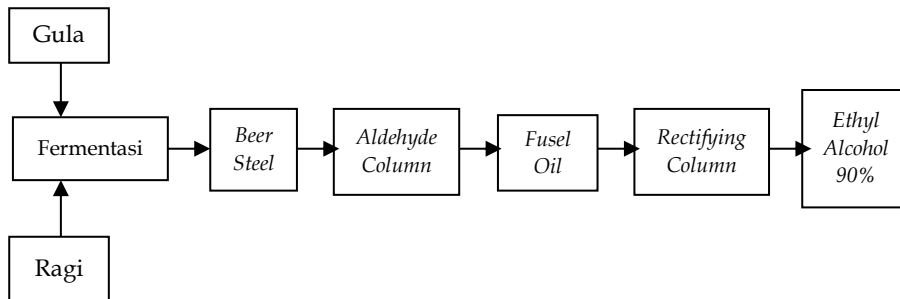 Gula
Fermentasi
Ragi
Beer
Steel
Aldehyde
Column
Fusel
Oil
Rectifying
Column
Ethyl
Alcohol
90%